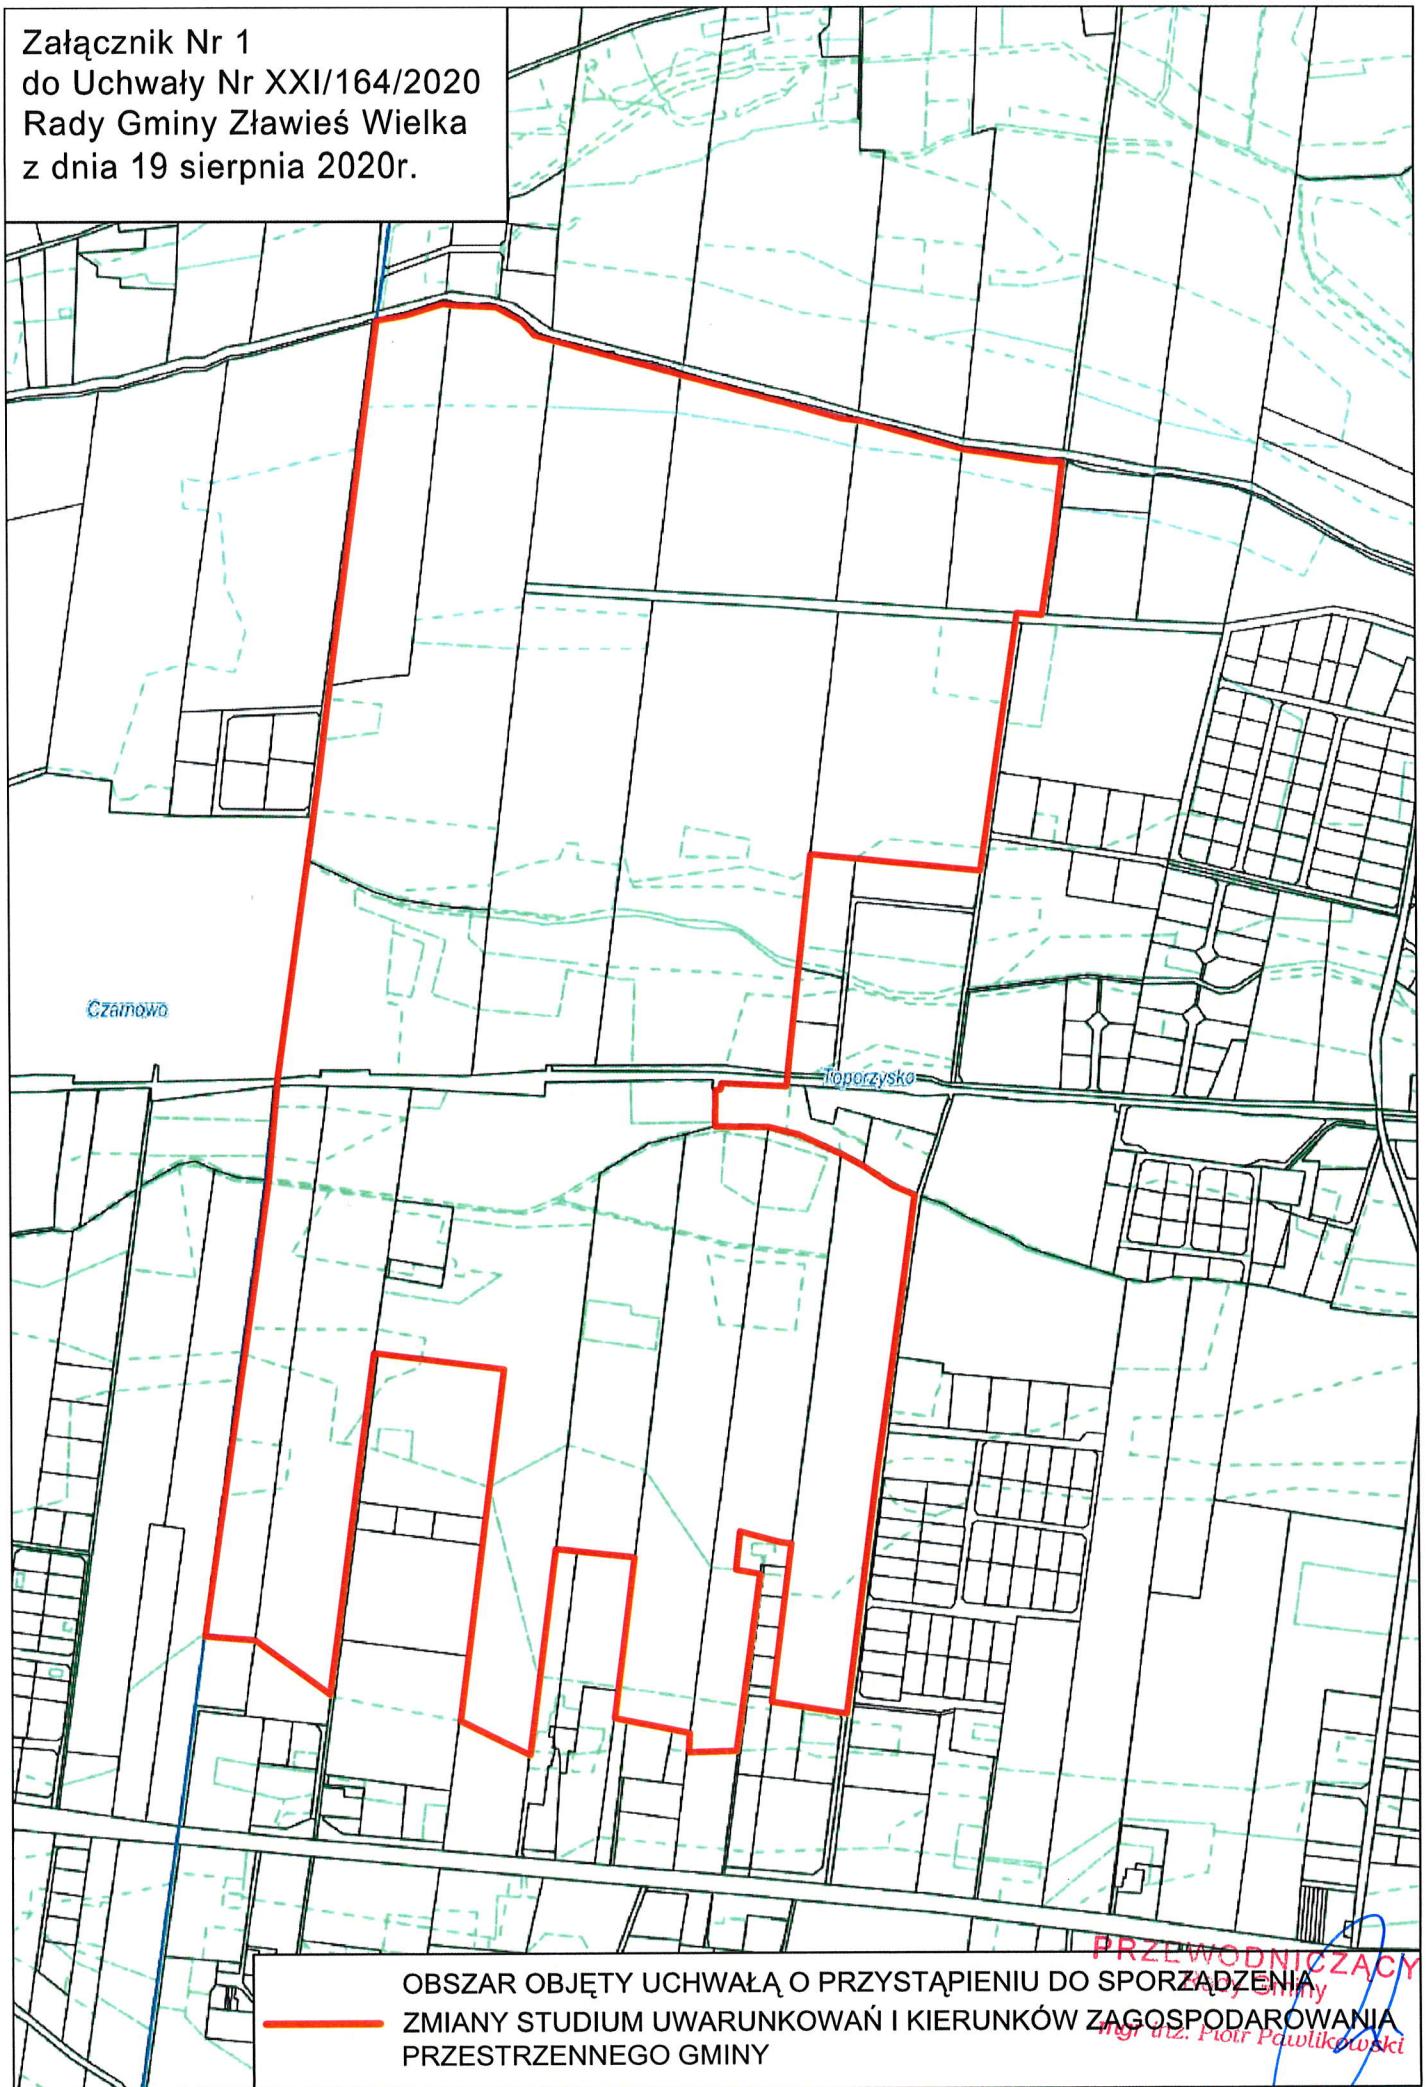 Załącznik Nr 1
do Uchwały Nr XXI/164/2020
Rady Gminy Zławieś Wielka
z dnia 19 sierpnia 2020r.
Czarnowo
Toporzysko
PRZEWODNICZĄCY
Rady Gminy
mgr inż. Piotr Pawlikowski
OBSZAR OBJĘTY UCHWAŁĄ O PRZYSTĄPIENIU DO SPORZĄDZENIA
ZMIANY STUDIUM UWARUNKOWAŃ I KIERUNKÓW ZAGOSPODAROWANIA
PRZESTRZENNEGO GMINY